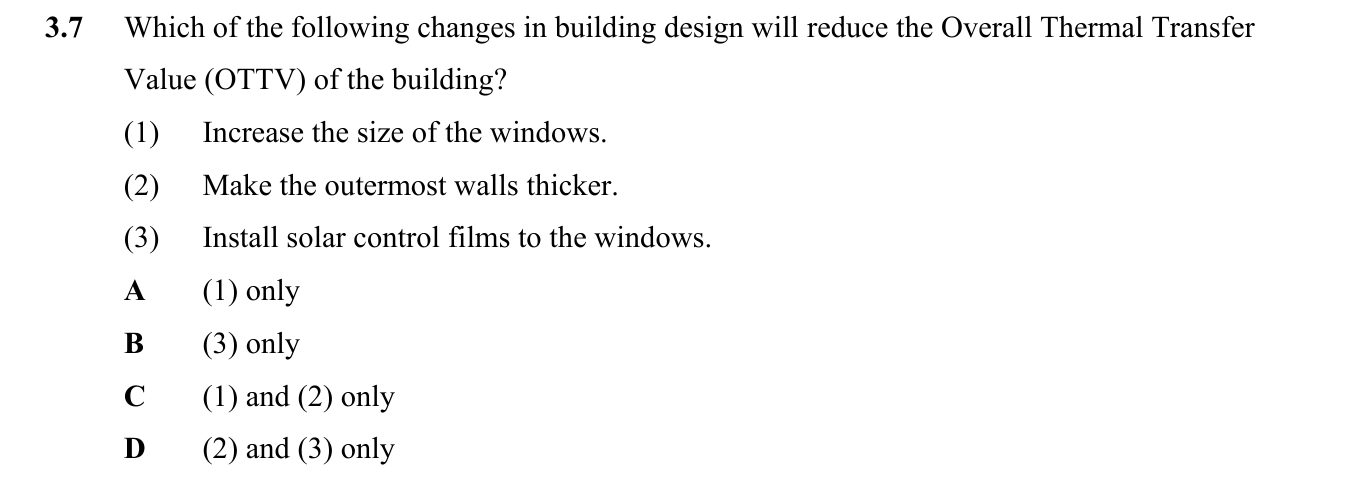 3.7 Which of the following changes in building design will reduce the Overall Thermal Transfer
Value (OTTV) of the building?
(1) Increase the size of the windows.
(2) Make the outermost walls thicker.
(3) Install solar control films to the windows.
A (1) only
B (3) only
C (1) and (2) only
D (2) and (3) only